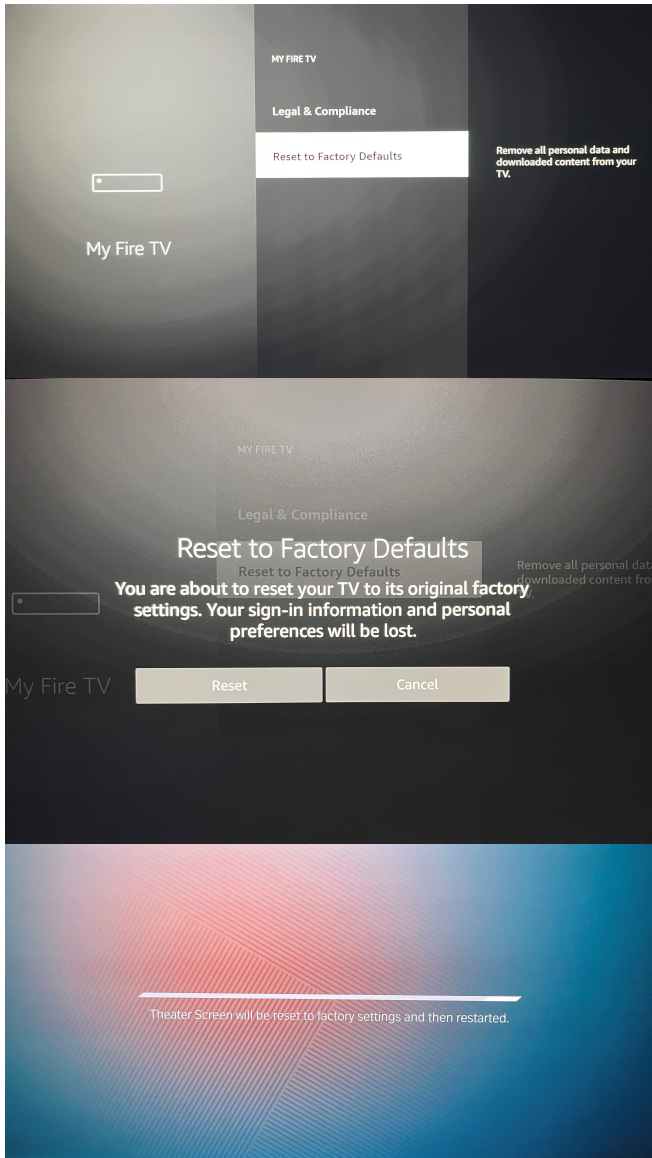 MY FIRE TV
Legal & Compliance
Reset to Factory Defaults
Remove all personal data and
downloaded content from your
TV.
My Fire TV
MY FIRE TV
Legal & Compliance
Reset to Factory Defaults
Reset to Factory Defaults
Remove all personal dat
downloaded content fro
You are about to reset your TV to its original factory
settings. Your sign-in information and personal
preferences will be lost.
My Fire TV
Reset
Cancel
Theater Screen will be reset to factory settings and then restarted.